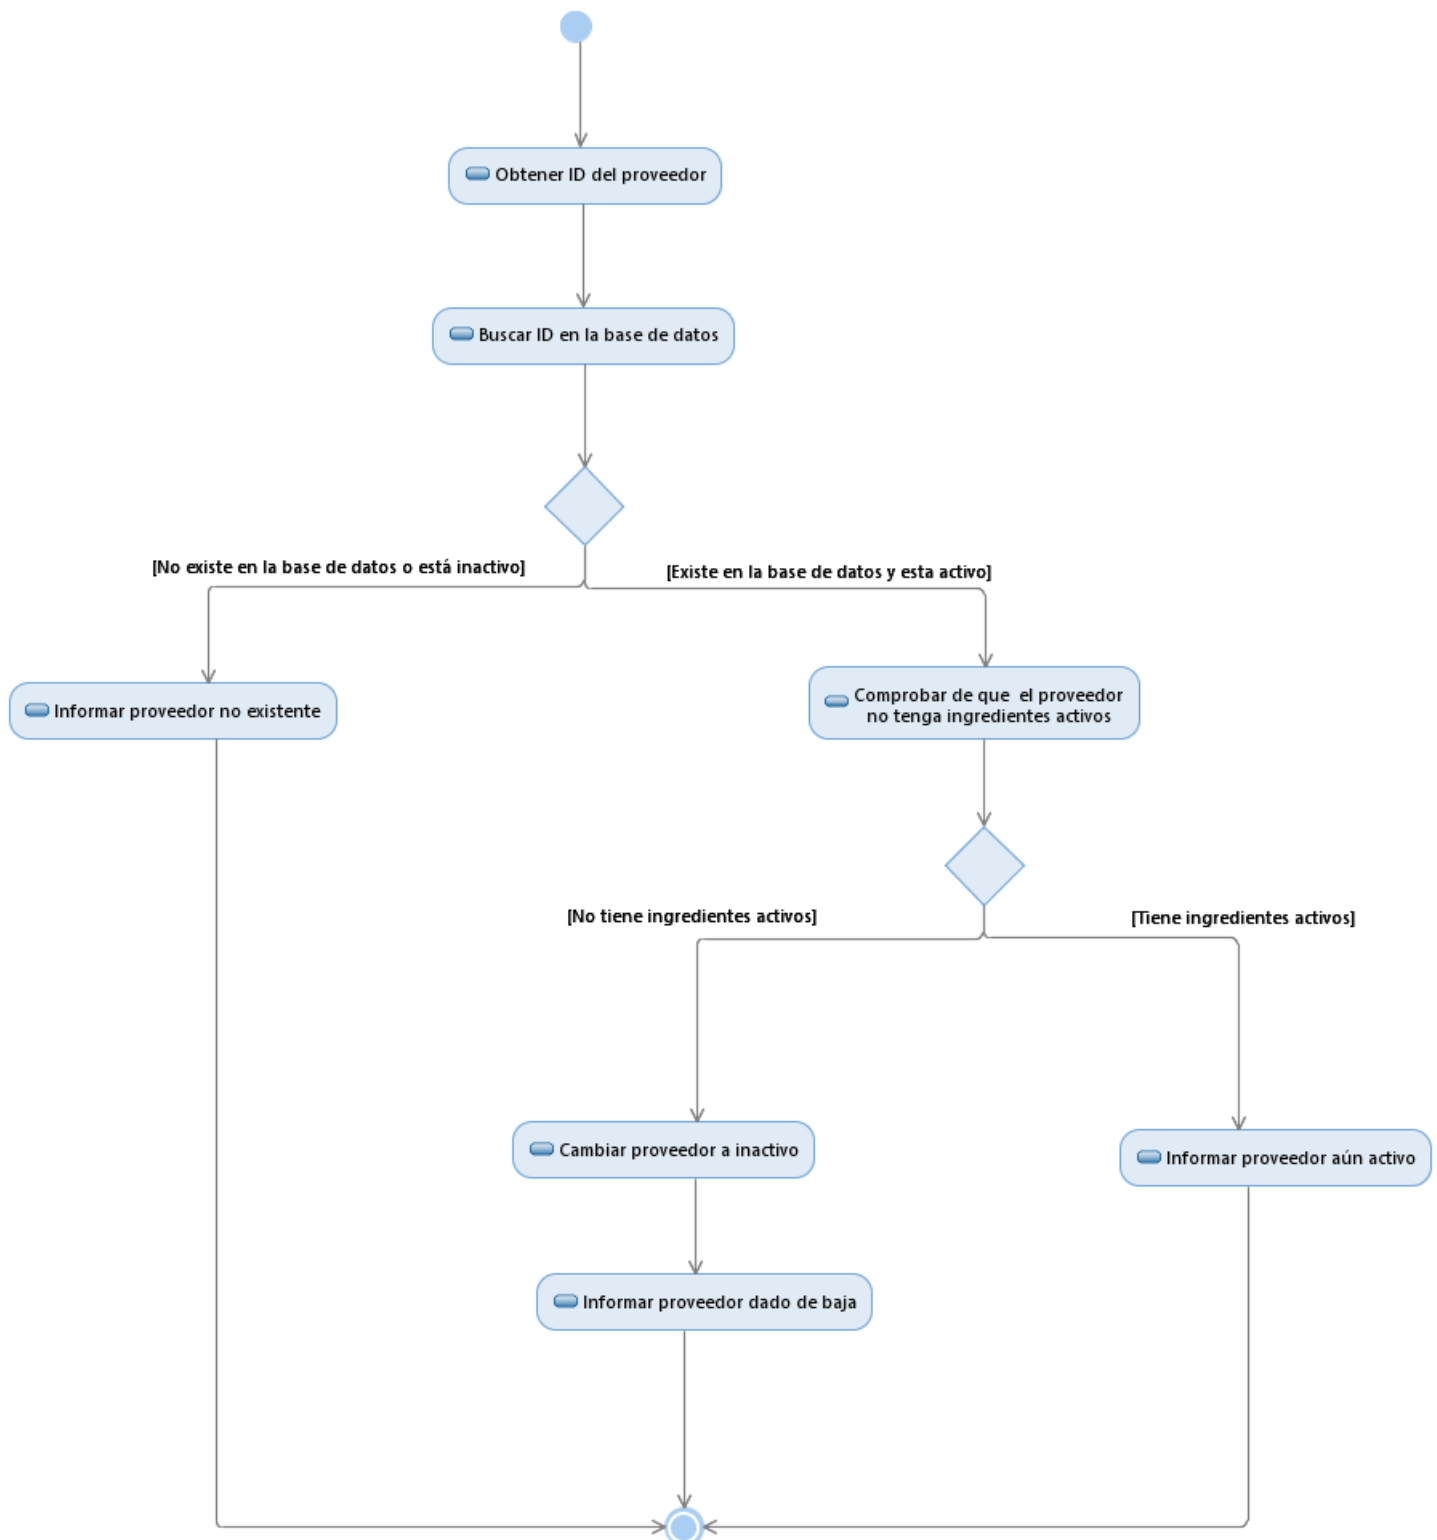 Obtener ID del proveedor
Buscar ID en la base de datos
[No existe en la base de datos o está inactivo]
[Existe en la base de datos y esta activo]
Informar proveedor no existente
Comprobar de que  el proveedor
no tenga ingredientes activos
[No tiene ingredientes activos]
[Tiene ingredientes activos]
Cambiar proveedor a inactivo
Informar proveedor aún activo
Informar proveedor dado de baja